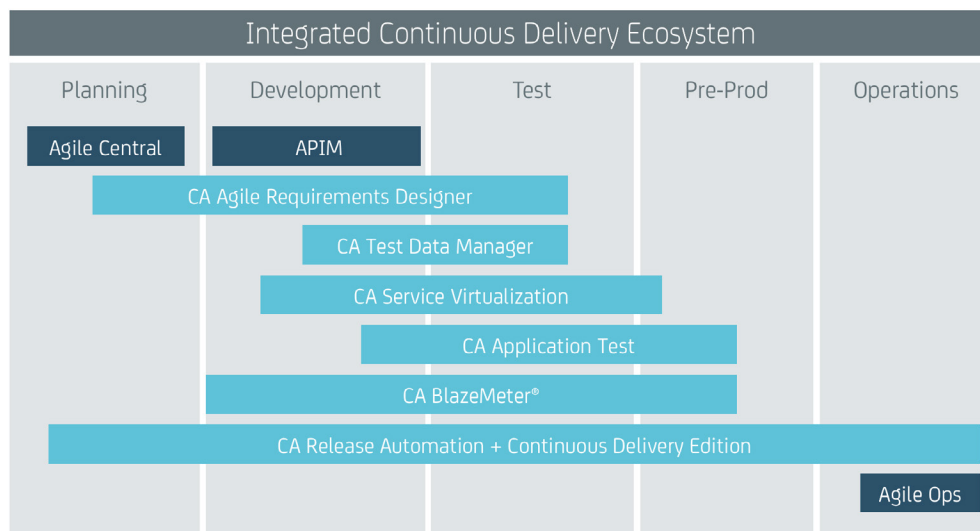 Integrated Continuous Delivery Ecosystem
Planning
Development
Test
Pre-Prod
Operations
Agile Central
APIM
CA Agile Requirements Designer
CA Test Data Manager
CA Service Virtualization
CA Application Test
CA BlazeMeter®
CA Release Automation + Continuous Delivery Edition
Agile Ops